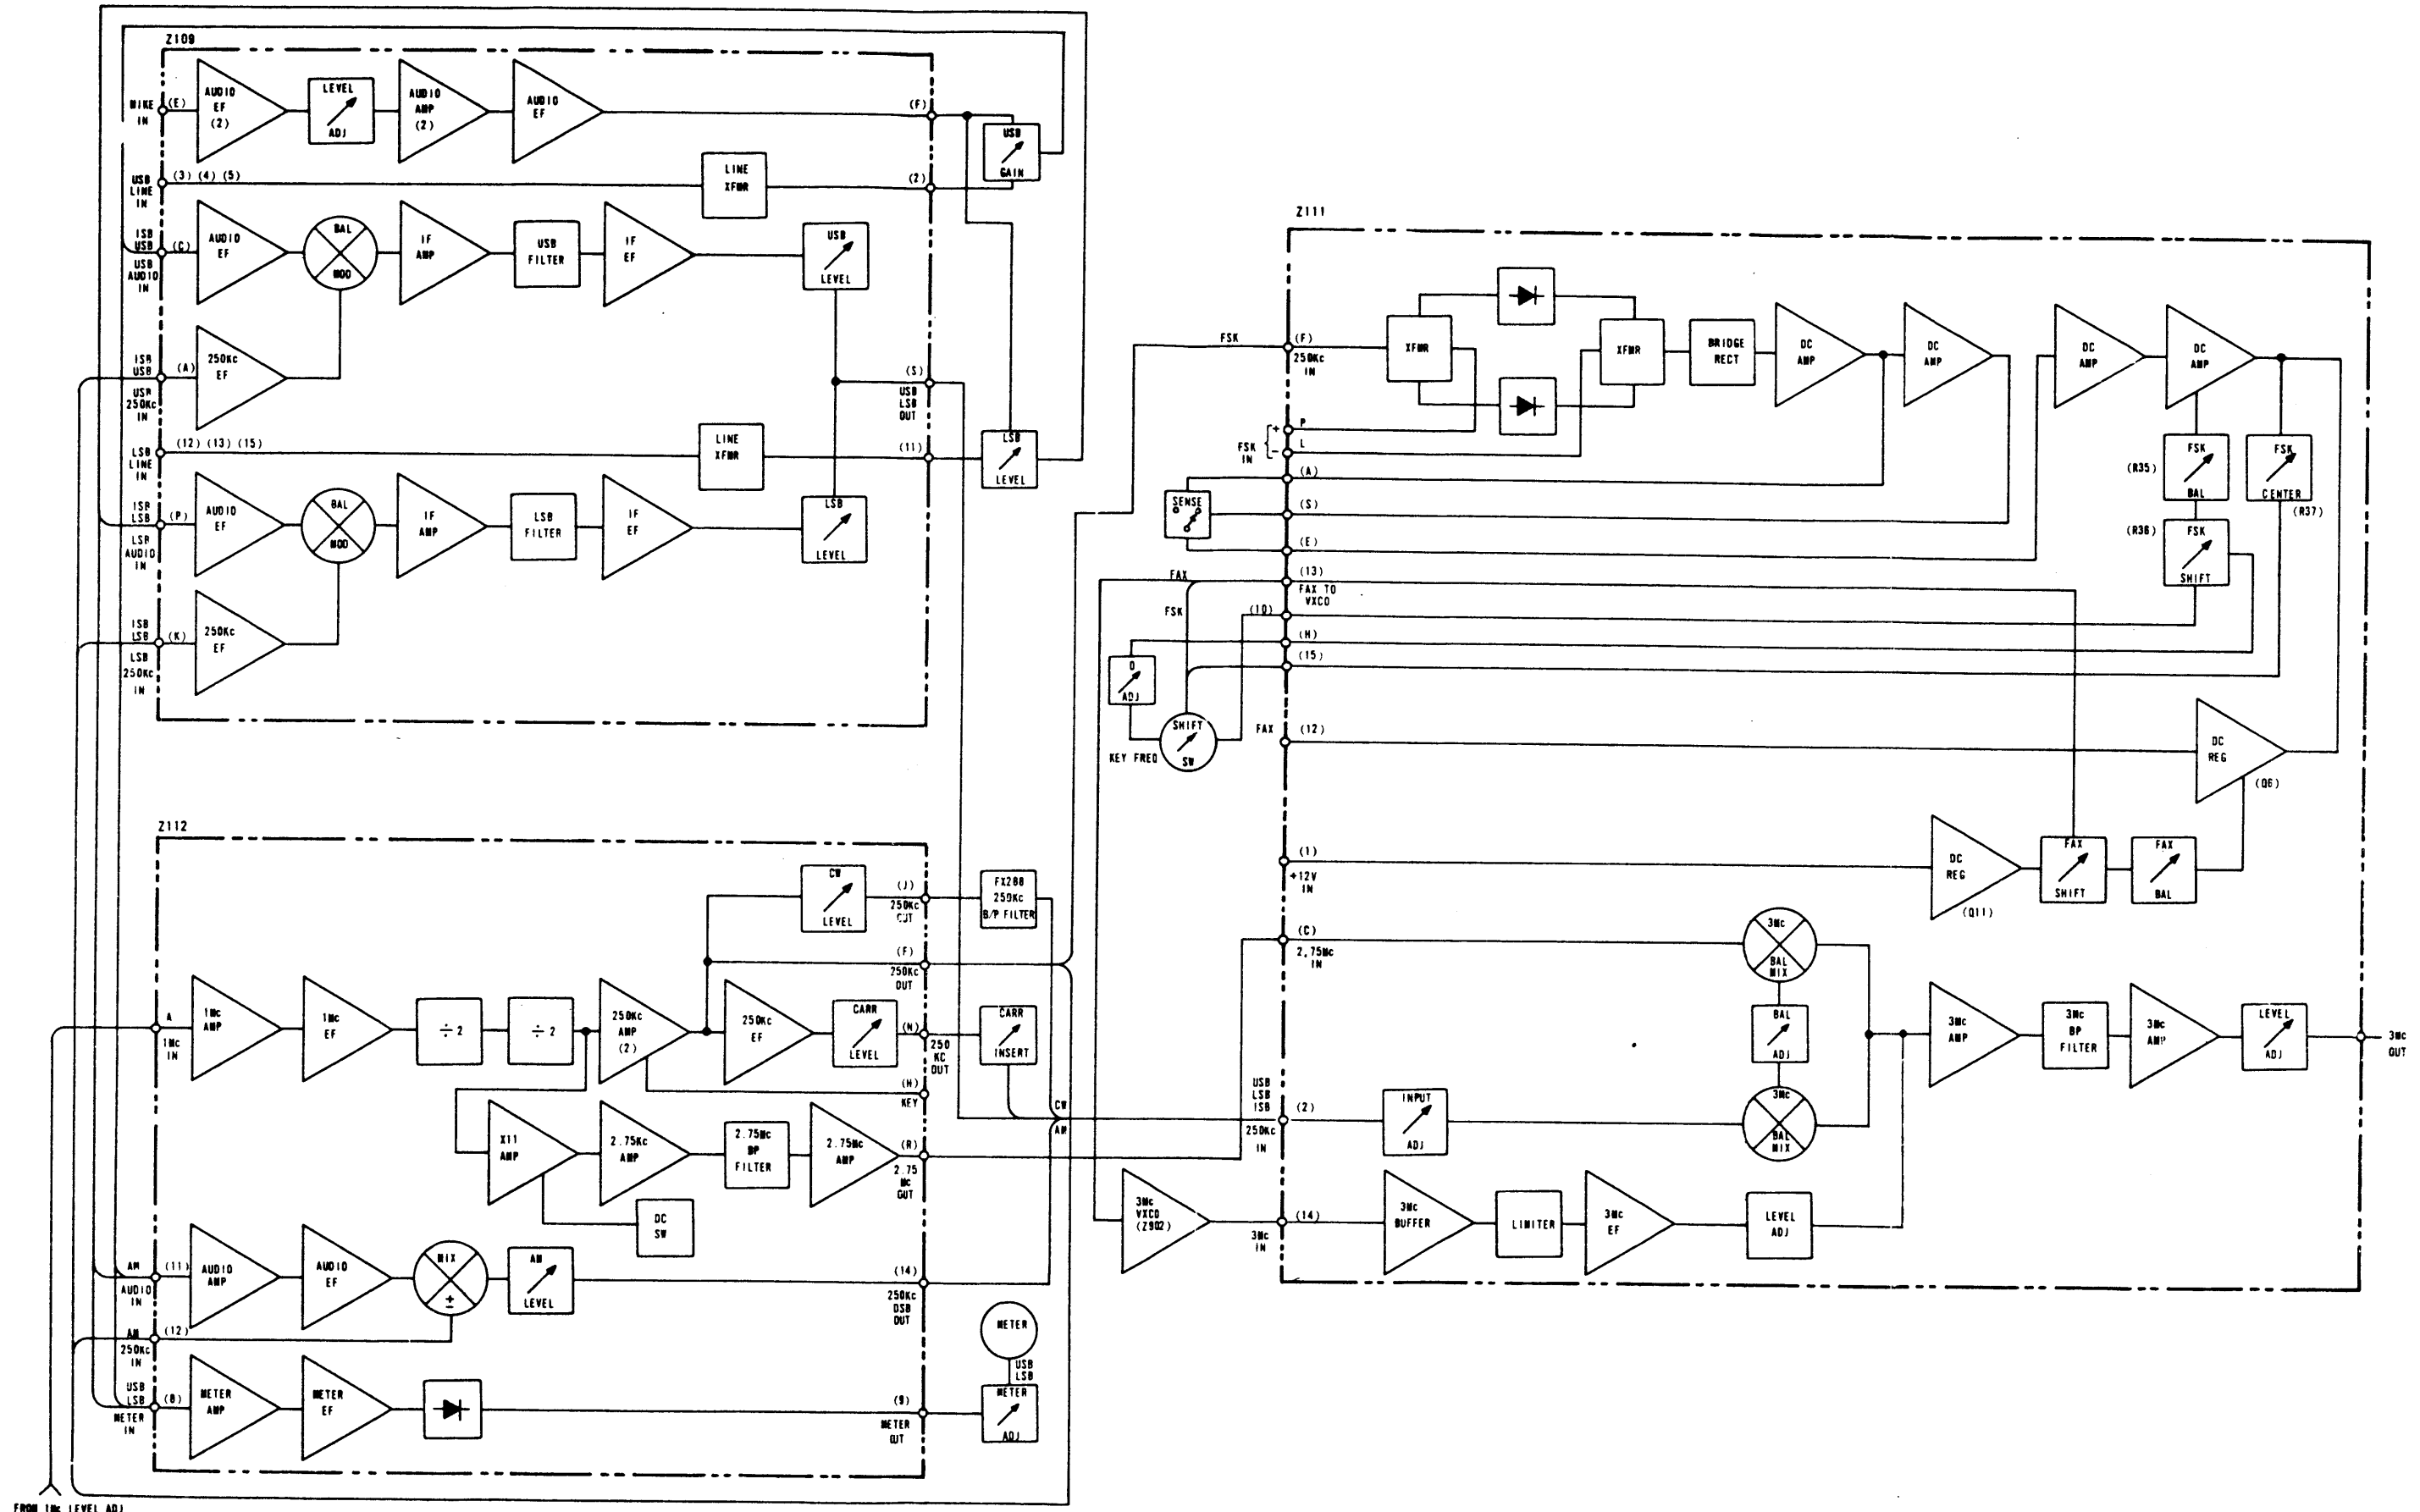 Z109
MIKE
IN
(E)
AUDIO
EF
(2)
LEVEL
ADJ
AUDIO
AMP
(2)
AUDIO
EF
(F)
USB
GAIN
USB
LINE
IN
(3) (4) (5)
LINE
XFMR
(2)
ISB
USB
(C)
USB
AUDIO
IN
AUDIO
EF
BAL
MOD
IF
AMP
USB
FILTER
IF
EF
USB
LEVEL
ISB
USB
(A)
USB
250Kc
IN
250Kc
EF
(S)
USB
LSB
OUT
LSB
LINE
IN
(12) (13) (15)
LINE
XFMR
(11)
LSB
LEVEL
ISB
LSB
(P)
LSB
AUDIO
IN
AUDIO
EF
BAL
MOD
IF
AMP
LSB
FILTER
IF
EF
LSB
LEVEL
ISB
LSB
(K)
LSB
250Kc
IN
250Kc
EF
Z111
FSK
(F)
250Kc
IN
XFMR
XFMR
BRIDGE
RECT
DC
AMP
DC
AMP
DC
AMP
DC
AMP
FSK
IN
+
-
P
L
(A)
SENSE
(S)
(E)
(R35)
FSK
BAL
FSK
CENTER
(R37)
(R36)
FSK
SHIFT
FAX
(13)
FAX TO
VXCO
FSK
(10)
(H)
(15)
O
ADJ
SHIFT
SW
KEY FREQ
FAX
(12)
DC
REG
(Q6)
(1)
+12V
IN
DC
REG
(Q11)
FAX
SHIFT
FAX
BAL
(C)
2.75Mc
IN
3Mc
BAL
MIX
BAL
ADJ
3Mc
BAL
MIX
3Mc
AMP
3Mc
BP
FILTER
3Mc
AMP
LEVEL
ADJ
3Mc
OUT
USB
LSB
ISB
(2)
250Kc
IN
INPUT
ADJ
3Mc
VXCO
(Z902)
(14)
3Mc
IN
3Mc
BUFFER
LIMITER
3Mc
EF
LEVEL
ADJ
Z112
CW
LEVEL
(J)
250Kc
OUT
FX288
250Kc
B/P FILTER
(F)
250Kc
OUT
A
1Mc
IN
1Mc
AMP
1Mc
EF
÷2
÷2
250Kc
AMP
(2)
250Kc
EF
CARR
LEVEL
(N)
250
KC
OUT
CARR
INSERT
(H)
KEY
CW
AM
X11
AMP
2.75Kc
AMP
2.75Mc
BP
FILTER
2.75Mc
AMP
(R)
2.75
Mc
OUT
DC
SW
AM
(11)
AUDIO
IN
AUDIO
AMP
AUDIO
EF
MIX
±
AM
LEVEL
(14)
250Kc
DSB
OUT
AM
(12)
250Kc
IN
METER
USB
LSB
USB
LSB
(8)
METER
IN
METER
AMP
METER
EF
(9)
METER
OUT
METER
ADJ
FROM 1Mc LEVEL ADJ